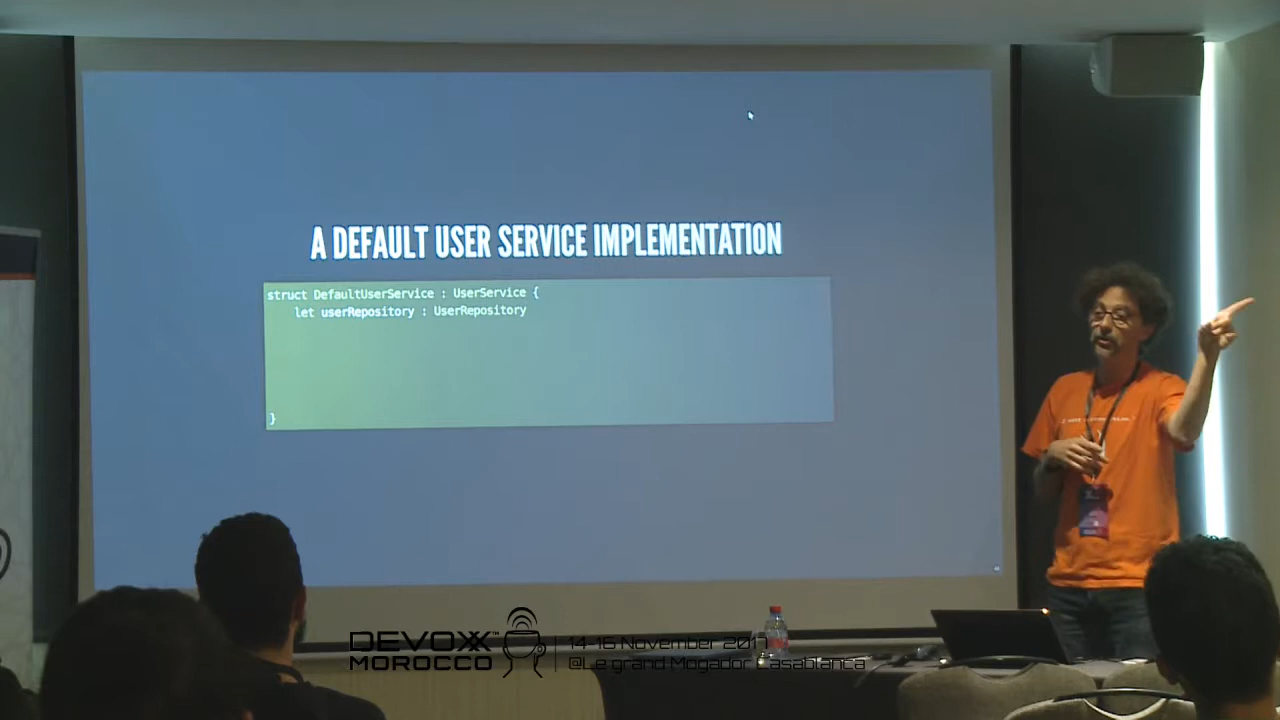 A DEFAULT USER SERVICE IMPLEMENTATION
struct DefaultUserService : UserService {
let userRepository : UserRepository
}
DEVOXX™
MOROCCO
14-16 November 2017
@Le grand Mogador Casablanca